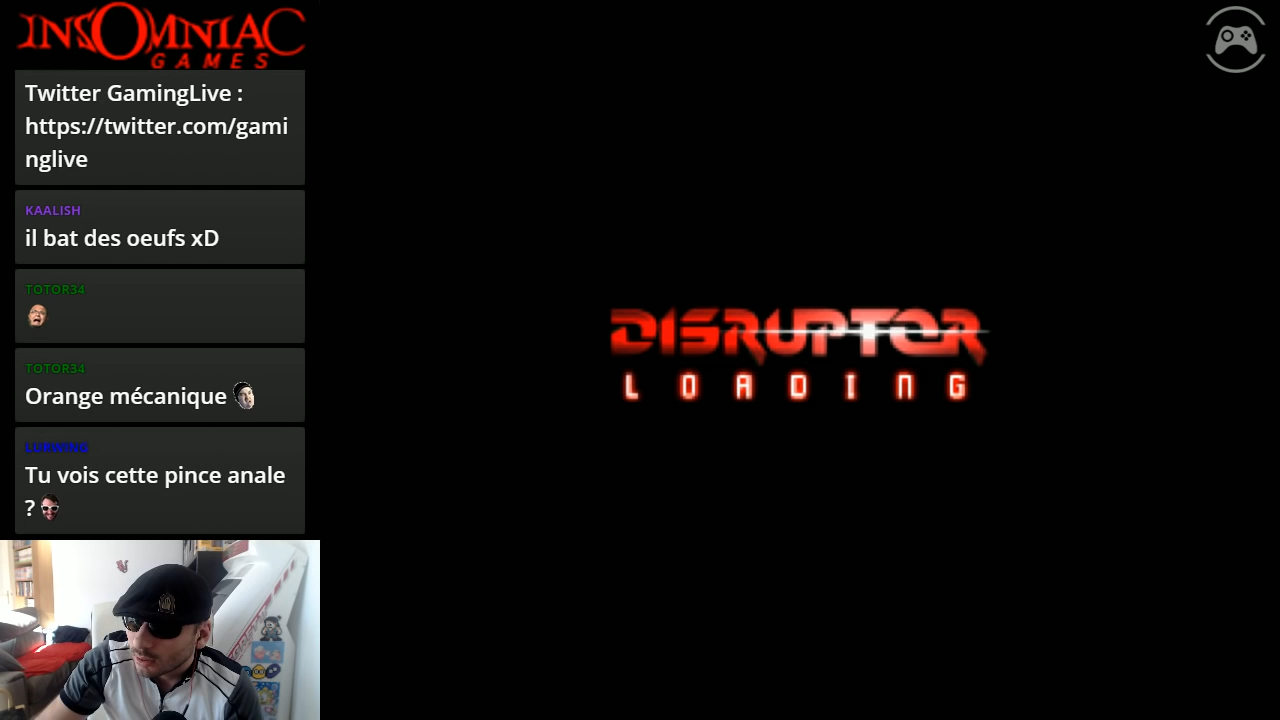 INSOMNIAC
GAMES
Twitter GamingLive :
https://twitter.com/gami
nglive
KAALISH
il bat des oeufs xD
TOTOR34
TOTOR34
Orange mécanique
Tu vois cette pince anale
?
DISRUPTOR
LOADING